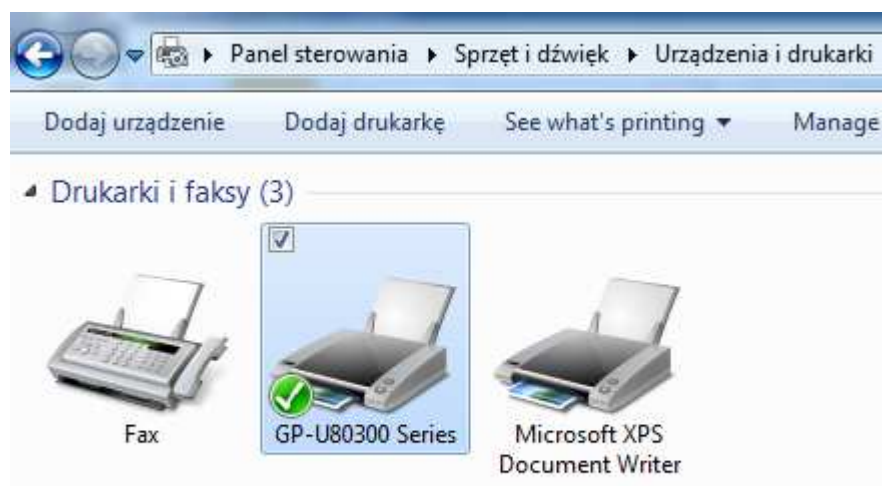 Panel sterowania Sprzęt i dźwięk Urządzenia i drukarki
Dodaj urządzenie Dodaj drukarkę See what's printing Manage
Drukarki i faksy (3)
Fax
GP-U80300 Series
Microsoft XPS
Document Writer